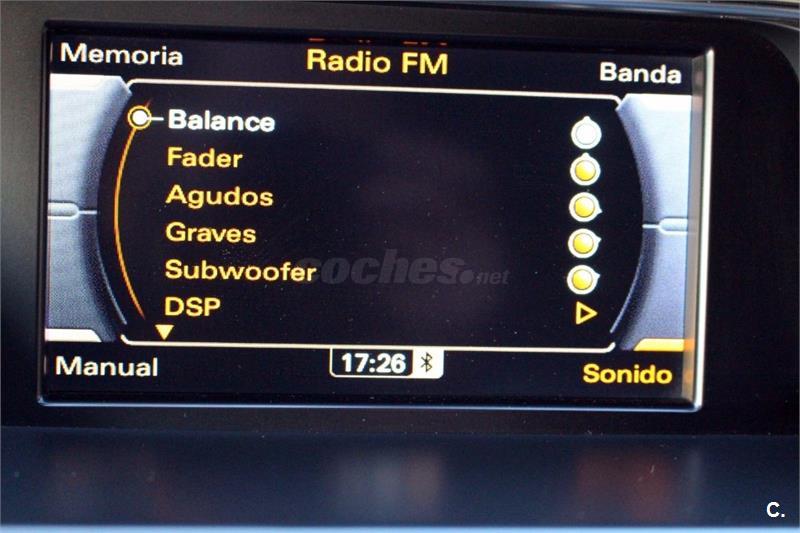 Memoria
Radio FM
Banda
Balance
Fader
Agudos
Graves
Subwoofer
DSP
coches.net
Manual
17:26
Sonido
C.